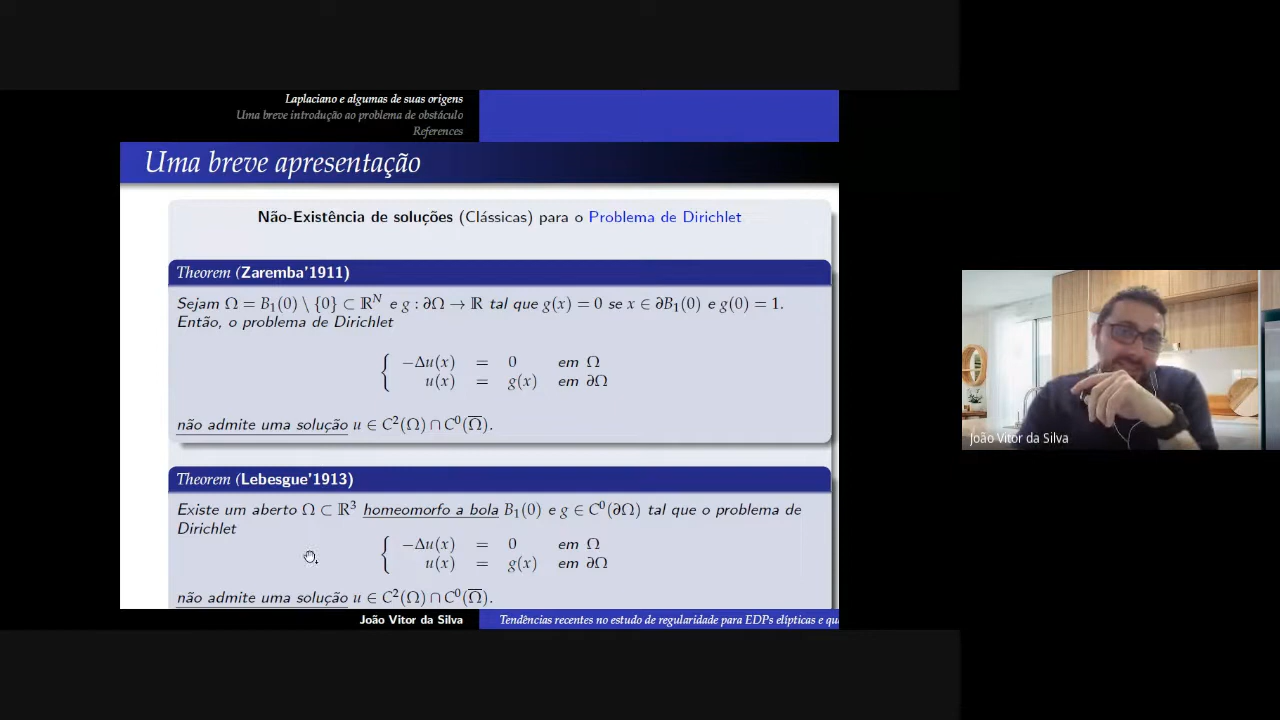 Laplaciano e algumas de suas origens
Uma breve introdução ao problema de obstáculo
References
Uma breve apresentação
Não-Existência de soluções (Clássicas) para o Problema de Dirichlet
Theorem (Zaremba'1911)
Sejam Ω = B₁(0) \ {0} ⊂ ℝᴺ e g : ∂Ω → ℝ tal que g(x) = 0 se x ∈ ∂B₁(0) e g(0) = 1.
Então, o problema de Dirichlet
{ −Δu(x) = 0 em Ω
u(x) = g(x) em ∂Ω
não admite uma solução u ∈ C²(Ω) ∩ C⁰(Ω̅).
Theorem (Lebesgue'1913)
Existe um aberto Ω ⊂ ℝ³ homeomorfo a bola B₁(0) e g ∈ C⁰(∂Ω) tal que o problema de
Dirichlet
{ −Δu(x) = 0 em Ω
u(x) = g(x) em ∂Ω
não admite uma solução u ∈ C²(Ω) ∩ C⁰(Ω̅).
João Vitor da Silva
Tendências recentes no estudo de regularidade para EDPs elípticas e
João Vitor da Silva